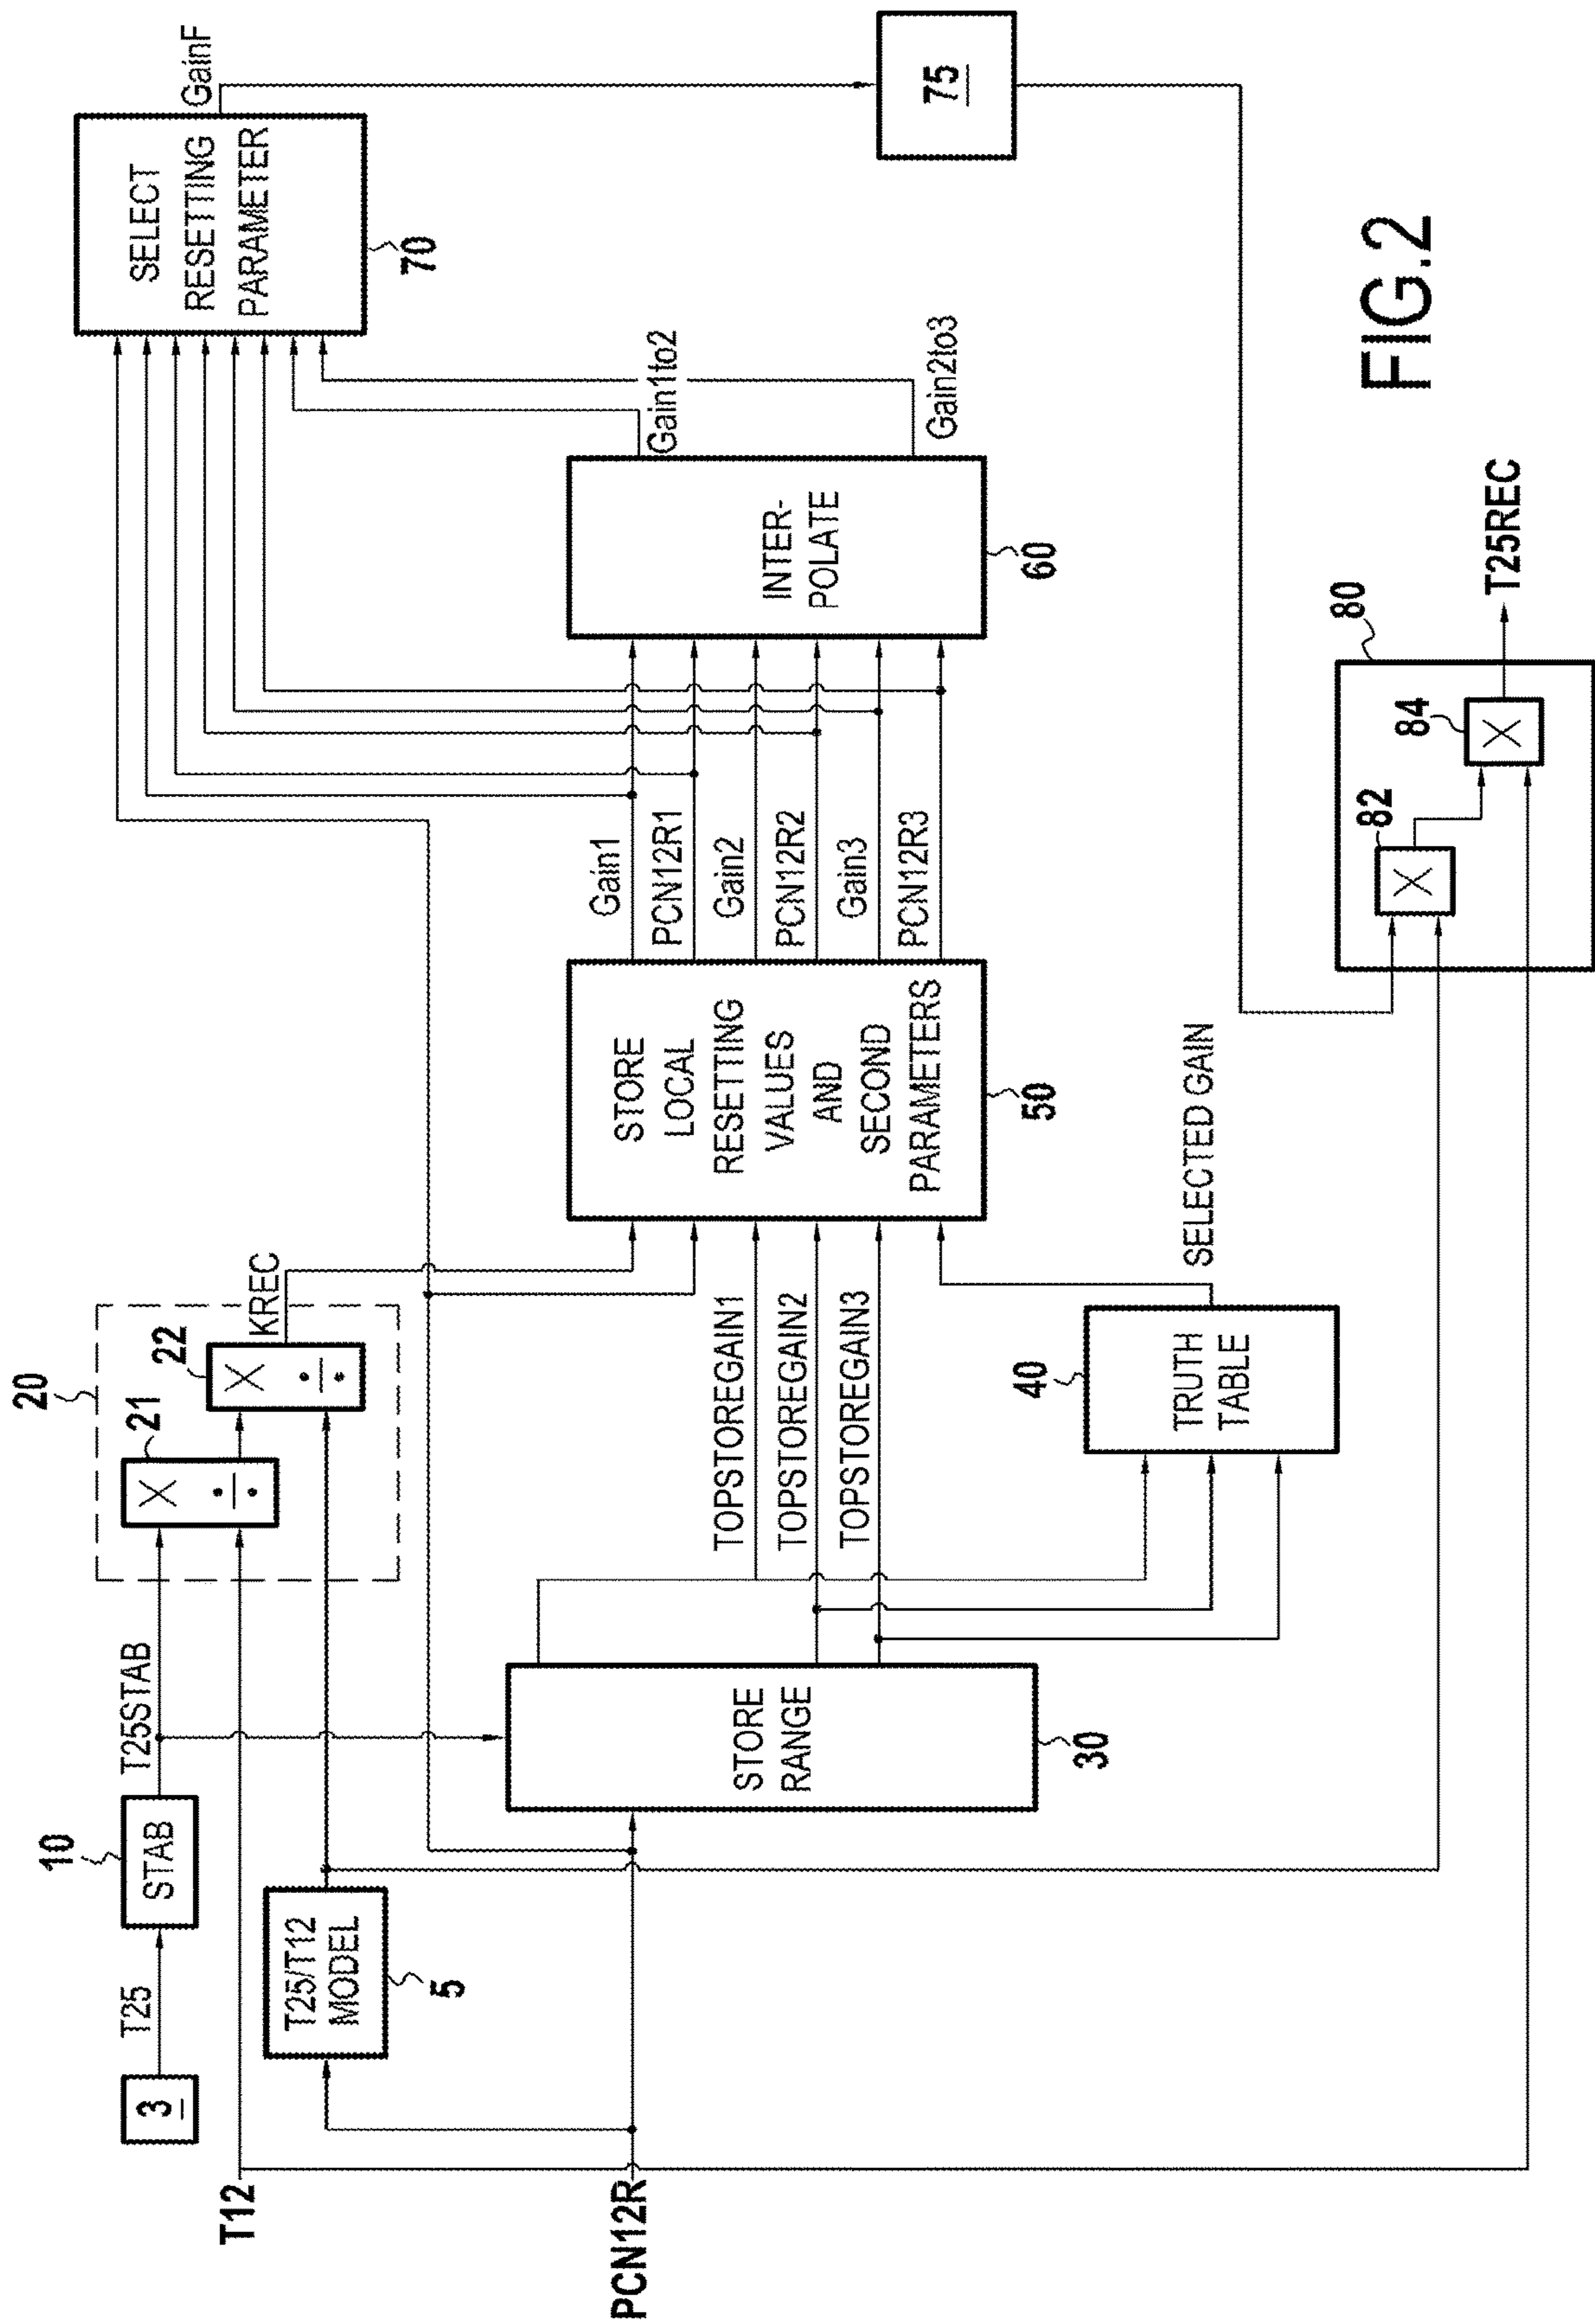 3
T25
10
STAB
T25STAB
20
21
X
÷
22
X
÷
KREC
T12
T25/T12
MODEL
5
PCN12R
STORE
RANGE
30
TOPSTOREGAIN1
TOPSTOREGAIN2
TOPSTOREGAIN3
40
TRUTH
TABLE
SELECTED GAIN
STORE
LOCAL
RESETTING
VALUES
AND
SECOND
PARAMETERS
50
Gain1
PCN12R1
Gain2
PCN12R2
Gain3
PCN12R3
INTER-
POLATE
60
Gain1to2
Gain2to3
SELECT
RESETTING
PARAMETER
70
GainF
75
80
82
X
84
X
T25REC
FIG.2